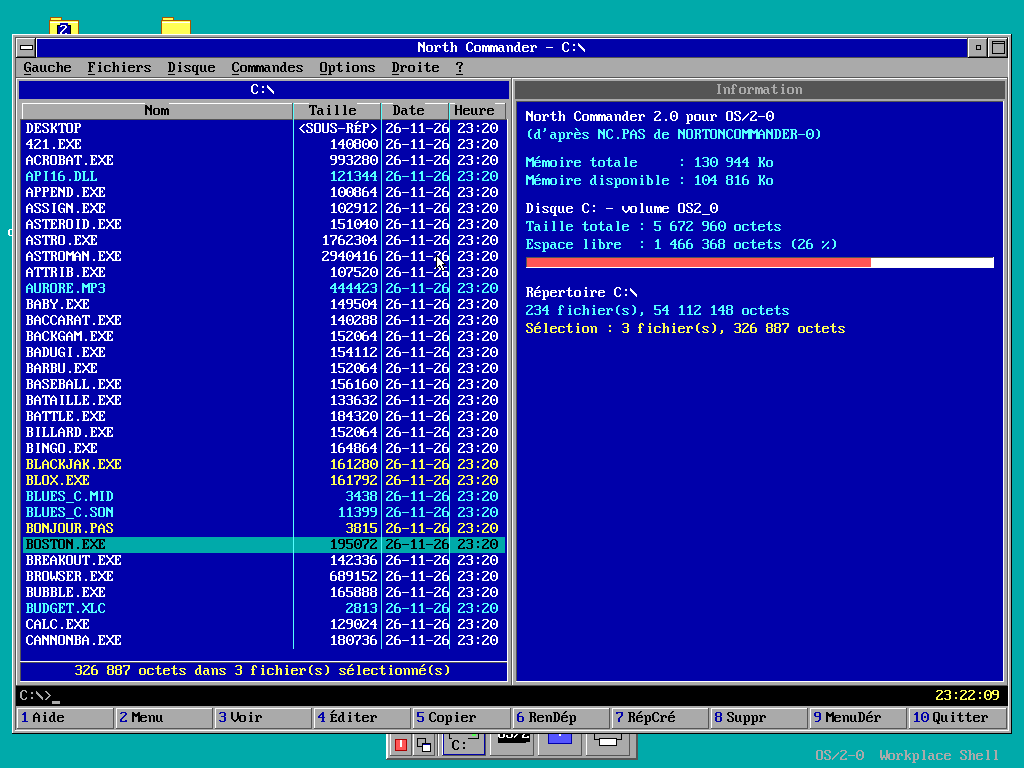 2
North Commander - C:\
Gauche Fichiers Disque Commandes Options Droite ?
C:\
Nom Taille Date Heure
DESKTOP <SOUS-RÉP> 26-11-26 23:20
421.EXE 140800 26-11-26 23:20
ACROBAT.EXE 993280 26-11-26 23:20
API16.DLL 121344 26-11-26 23:20
APPEND.EXE 100864 26-11-26 23:20
ASSIGN.EXE 102912 26-11-26 23:20
ASTEROID.EXE 151040 26-11-26 23:20
ASTRO.EXE 1762304 26-11-26 23:20
ASTROMAN.EXE 2940416 26-11-26 23:20
ATTRIB.EXE 107520 26-11-26 23:20
AURORE.MP3 444423 26-11-26 23:20
BABY.EXE 149504 26-11-26 23:20
BACCARAT.EXE 140288 26-11-26 23:20
BACKGAM.EXE 152064 26-11-26 23:20
BADUGI.EXE 154112 26-11-26 23:20
BARBU.EXE 152064 26-11-26 23:20
BASEBALL.EXE 156160 26-11-26 23:20
BATAILLE.EXE 133632 26-11-26 23:20
BATTLE.EXE 184320 26-11-26 23:20
BILLARD.EXE 152064 26-11-26 23:20
BINGO.EXE 164864 26-11-26 23:20
BLACKJAK.EXE 161280 26-11-26 23:20
BLOX.EXE 161792 26-11-26 23:20
BLUES_C.MID 3438 26-11-26 23:20
BLUES_C.SON 11399 26-11-26 23:20
BONJOUR.PAS 3815 26-11-26 23:20
BOSTON.EXE 195072 26-11-26 23:20
BREAKOUT.EXE 142336 26-11-26 23:20
BROWSER.EXE 689152 26-11-26 23:20
BUBBLE.EXE 165888 26-11-26 23:20
BUDGET.XLC 2813 26-11-26 23:20
CALC.EXE 129024 26-11-26 23:20
CANNONBA.EXE 180736 26-11-26 23:20
326 887 octets dans 3 fichier(s) sélectionné(s)
Information
North Commander 2.0 pour OS/2-0
(d'après NC.PAS de NORTONCOMMANDER-0)
Mémoire totale : 130 944 Ko
Mémoire disponible : 104 816 Ko
Disque C: - volume OS2_0
Taille totale : 5 672 960 octets
Espace libre : 1 466 368 octets (26 %)
Répertoire C:\
234 fichier(s), 54 112 148 octets
Sélection : 3 fichier(s), 326 887 octets
C:\>_ 23:22:09
1 Aide 2 Menu 3 Voir 4 Éditer 5 Copier 6 RenDép 7 RépCré 8 Suppr 9 MenuDér 10 Quitter
C: OS/2
OS/2-0 Workplace Shell